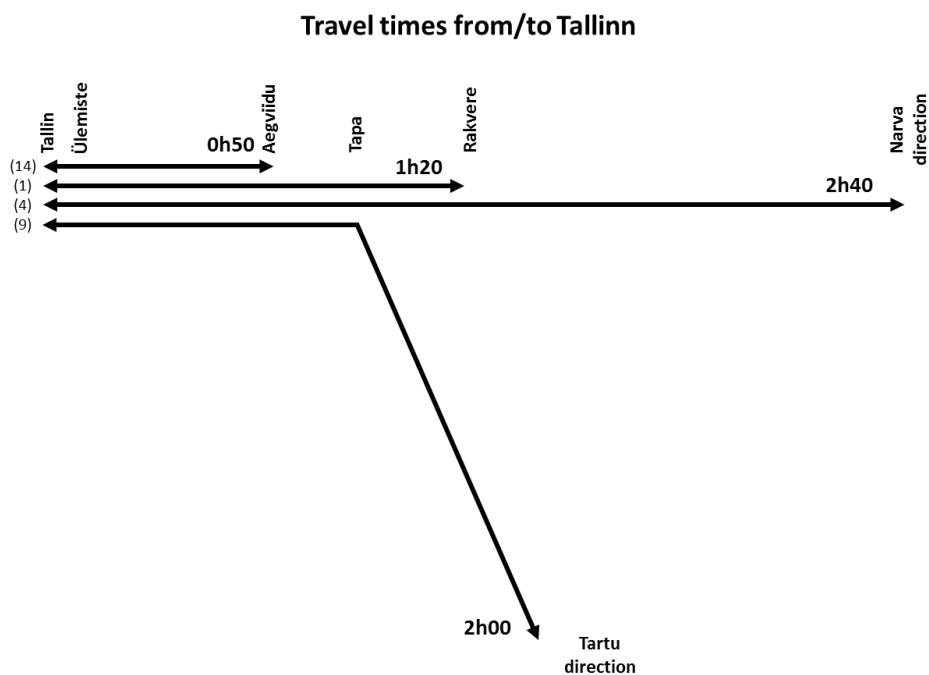 Travel times from/to Tallinn
Tallin
Ülemiste
Aegviidu
Tapa
Rakvere
Narva
direction
(14)
0h50
(1)
1h20
(4)
2h40
(9)
2h00
Tartu
direction